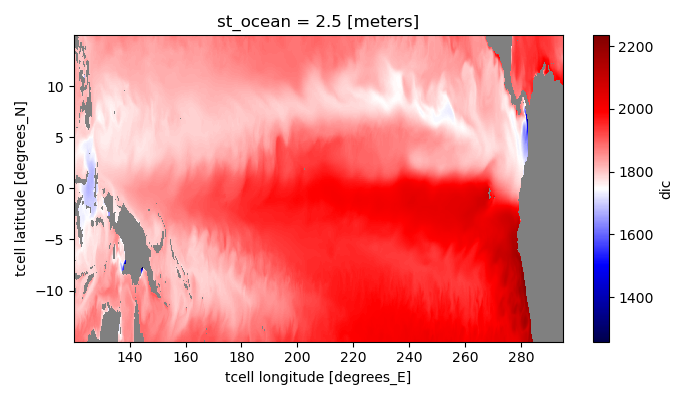 st_ocean = 2.5 [meters]
10
5
0
−5
−10
tcell latitude [degrees_N]
140 160 180 200 220 240 260 280
tcell longitude [degrees_E]
2200
2000
1800
1600
1400
dic